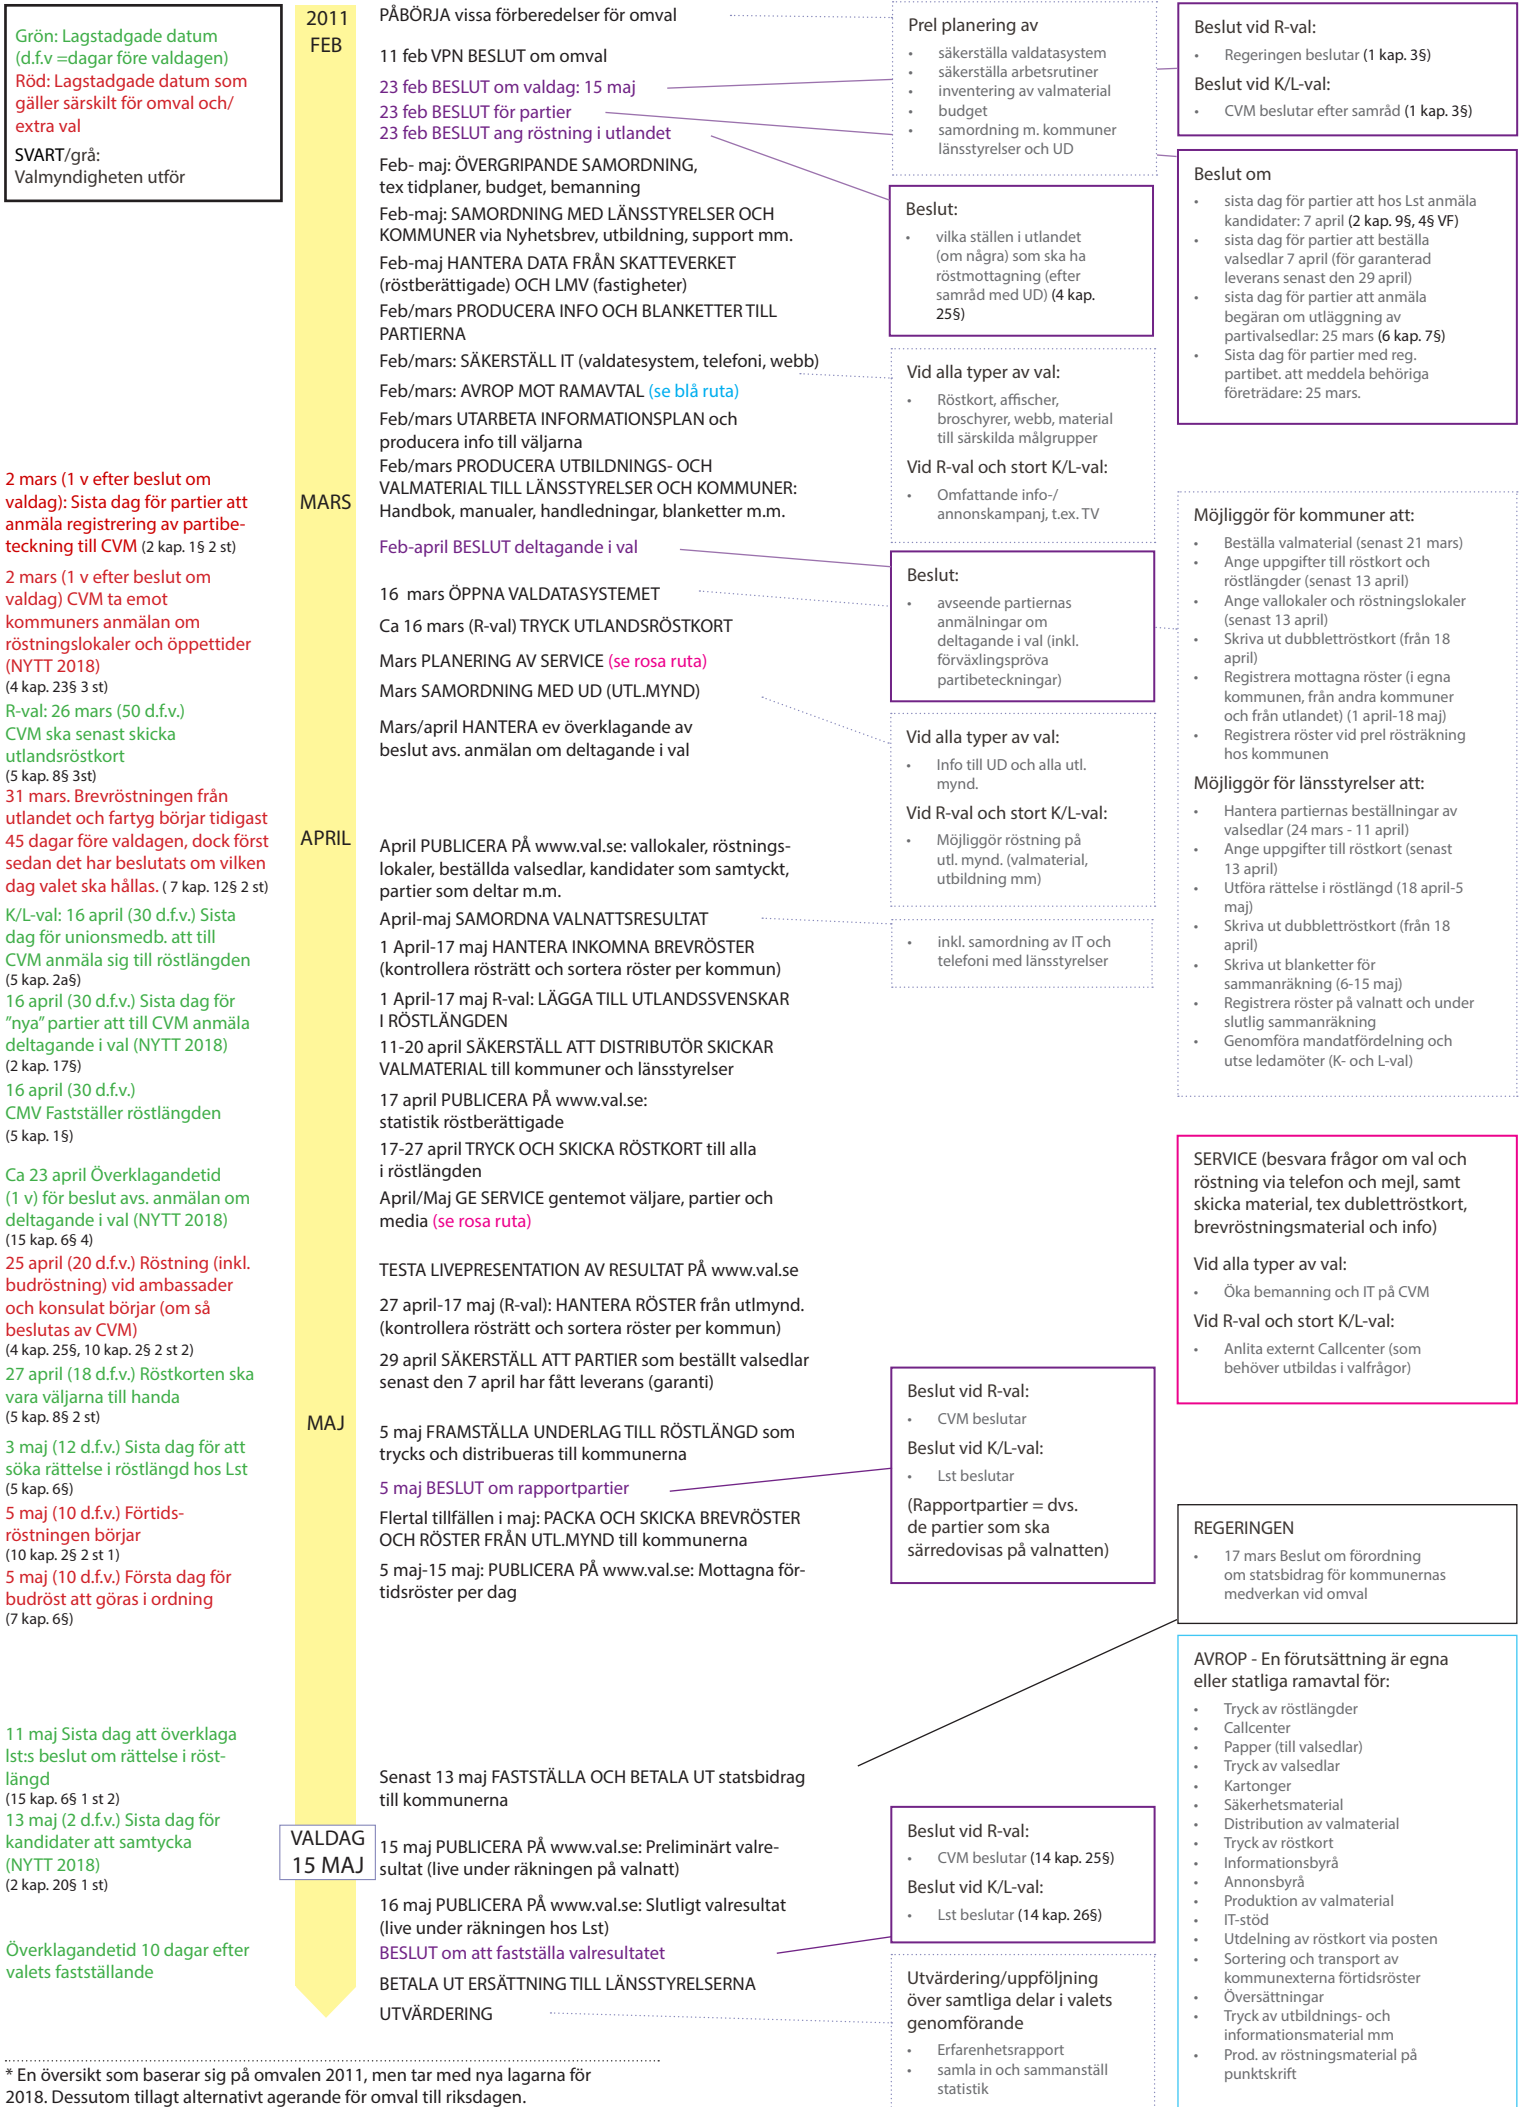 Grön: Lagstadgade datum
(d.f.v =dagar före valdagen)
Röd: Lagstadgade datum som
gäller särskilt för omval och/
extra val
SVART/grå:
Valmyndigheten utför
2 mars (1 v efter beslut om
valdag): Sista dag för partier att
anmäla registrering av partibe-
teckning till CVM (2 kap. 1§ 2 st)
2 mars (1 v efter beslut om
valdag) CVM ta emot
kommuners anmälan om
röstningslokaler och öppettider
(NYTT 2018)
(4 kap. 23§ 3 st)
R-val: 26 mars (50 d.f.v.)
CVM ska senast skicka
utlandsröstkort
(5 kap. 8§ 3st)
31 mars. Brevröstningen från
utlandet och fartyg börjar tidigast
45 dagar före valdagen, dock först
sedan det har beslutats om vilken
dag valet ska hållas. ( 7 kap. 12§ 2 st)
K/L-val: 16 april (30 d.f.v.) Sista
dag för unionsmedb. att till
CVM anmäla sig till röstlängden
(5 kap. 2a§)
16 april (30 d.f.v.) Sista dag för
”nya” partier att till CVM anmäla
deltagande i val (NYTT 2018)
(2 kap. 17§)
16 april (30 d.f.v.)
CMV Fastställer röstlängden
(5 kap. 1§)
Ca 23 april Överklagandetid
(1 v) för beslut avs. anmälan om
deltagande i val (NYTT 2018)
(15 kap. 6§ 4)
25 april (20 d.f.v.) Röstning (inkl.
budröstning) vid ambassader
och konsulat börjar (om så
beslutas av CVM)
(4 kap. 25§, 10 kap. 2§ 2 st 2)
27 april (18 d.f.v.) Röstkorten ska
vara väljarna till handa
(5 kap. 8§ 2 st)
3 maj (12 d.f.v.) Sista dag för att
söka rättelse i röstlängd hos Lst
(5 kap. 6§)
5 maj (10 d.f.v.) Förtids-
röstningen börjar
(10 kap. 2§ 2 st 1)
5 maj (10 d.f.v.) Första dag för
budröst att göras i ordning
(7 kap. 6§)
11 maj Sista dag att överklaga
lst:s beslut om rättelse i röst-
längd
(15 kap. 6§ 1 st 2)
13 maj (2 d.f.v.) Sista dag för
kandidater att samtycka
(NYTT 2018)
(2 kap. 20§ 1 st)
Överklagandetid 10 dagar efter
valets fastställande
2011
FEB
MARS
APRIL
MAJ
VALDAG
15 MAJ
PÅBÖRJA vissa förberedelser för omval
11 feb VPN BESLUT om omval
23 feb BESLUT om valdag: 15 maj
23 feb BESLUT för partier
23 feb BESLUT ang röstning i utlandet
Feb- maj: ÖVERGRIPANDE SAMORDNING,
tex tidplaner, budget, bemanning
Feb-maj: SAMORDNING MED LÄNSSTYRELSER OCH
KOMMUNER via Nyhetsbrev, utbildning, support mm.
Feb-maj HANTERA DATA FRÅN SKATTEVERKET
(röstberättigade) OCH LMV (fastigheter)
Feb/mars PRODUCERA INFO OCH BLANKETTER TILL
PARTIERNA
Feb/mars: SÄKERSTÄLL IT (valdatesystem, telefoni, webb)
Feb/mars: AVROP MOT RAMAVTAL (se blå ruta)
Feb/mars UTARBETA INFORMATIONSPLAN och
producera info till väljarna
Feb/mars PRODUCERA UTBILDNINGS- OCH
VALMATERIAL TILL LÄNSSTYRELSER OCH KOMMUNER:
Handbok, manualer, handledningar, blanketter m.m.
Feb-april BESLUT deltagande i val
16  mars ÖPPNA VALDATASYSTEMET
Ca 16 mars (R-val) TRYCK UTLANDSRÖSTKORT
Mars PLANERING AV SERVICE (se rosa ruta)
Mars SAMORDNING MED UD (UTL.MYND)
Mars/april HANTERA ev överklagande av
beslut avs. anmälan om deltagande i val
April PUBLICERA PÅ www.val.se: vallokaler, röstnings-
lokaler, beställda valsedlar, kandidater som samtyckt,
partier som deltar m.m.
April-maj SAMORDNA VALNATTSRESULTAT
1 April-17 maj HANTERA INKOMNA BREVRÖSTER
(kontrollera rösträtt och sortera röster per kommun)
1 April-17 maj R-val: LÄGGA TILL UTLANDSSVENSKAR
I RÖSTLÄNGDEN
11-20 april SÄKERSTÄLL ATT DISTRIBUTÖR SKICKAR
VALMATERIAL till kommuner och länsstyrelser
17 april PUBLICERA PÅ www.val.se:
statistik röstberättigade
17-27 april TRYCK OCH SKICKA RÖSTKORT till alla
i röstlängden
April/Maj GE SERVICE gentemot väljare, partier och
media (se rosa ruta)
TESTA LIVEPRESENTATION AV RESULTAT PÅ www.val.se
27 april-17 maj (R-val): HANTERA RÖSTER från utlmynd.
(kontrollera rösträtt och sortera röster per kommun)
29 april SÄKERSTÄLL ATT PARTIER som beställt valsedlar
senast den 7 april har fått leverans (garanti)
5 maj FRAMSTÄLLA UNDERLAG TILL RÖSTLÄNGD som
trycks och distribueras till kommunerna
5 maj BESLUT om rapportpartier
Flertal tillfällen i maj: PACKA OCH SKICKA BREVRÖSTER
OCH RÖSTER FRÅN UTL.MYND till kommunerna
5 maj-15 maj: PUBLICERA PÅ www.val.se: Mottagna för-
tidsröster per dag
Senast 13 maj FASTSTÄLLA OCH BETALA UT statsbidrag
till kommunerna
15 maj PUBLICERA PÅ www.val.se: Preliminärt valre-
sultat (live under räkningen på valnatt)
16 maj PUBLICERA PÅ www.val.se: Slutligt valresultat
(live under räkningen hos Lst)
BESLUT om att fastställa valresultatet
BETALA UT ERSÄTTNING TILL LÄNSSTYRELSERNA
UTVÄRDERING
Prel planering av
• säkerställa valdatasystem
• säkerställa arbetsrutiner
• inventering av valmaterial
• budget
• samordning m. kommuner
länsstyrelser och UD
Beslut:
• vilka ställen i utlandet
(om några) som ska ha
röstmottagning (efter
samråd med UD) (4 kap.
25§)
Vid alla typer av val:
• Röstkort, affischer,
broschyrer, webb, material
till särskilda målgrupper
Vid R-val och stort K/L-val:
• Omfattande info-/
annonskampanj, t.ex. TV
Beslut:
• avseende partiernas
anmälningar om
deltagande i val (inkl.
förväxlingspröva
partibeteckningar)
Vid alla typer av val:
• Info till UD och alla utl.
mynd.
Vid R-val och stort K/L-val:
• Möjliggör röstning på
utl. mynd. (valmaterial,
utbildning mm)
• inkl. samordning av IT och
telefoni med länsstyrelser
Beslut vid R-val:
• CVM beslutar
Beslut vid K/L-val:
• Lst beslutar
(Rapportpartier = dvs.
de partier som ska
särredovisas på valnatten)
Beslut vid R-val:
• CVM beslutar (14 kap. 25§)
Beslut vid K/L-val:
• Lst beslutar (14 kap. 26§)
Utvärdering/uppföljning
över samtliga delar i valets
genomförande
• Erfarenhetsrapport
• samla in och sammanställ
statistik
Beslut vid R-val:
• Regeringen beslutar (1 kap. 3§)
Beslut vid K/L-val:
• CVM beslutar efter samråd (1 kap. 3§)
Beslut om
• sista dag för partier att hos Lst anmäla
kandidater: 7 april (2 kap. 9§, 4§ VF)
• sista dag för partier att beställa
valsedlar 7 april (för garanterad
leverans senast den 29 april)
• sista dag för partier att anmäla
begäran om utläggning av
partivalsedlar: 25 mars (6 kap. 7§)
• Sista dag för partier med reg.
partibet. att meddela behöriga
företrädare: 25 mars.
Möjliggör för kommuner att:
• Beställa valmaterial (senast 21 mars)
• Ange uppgifter till röstkort och
röstlängder (senast 13 april)
• Ange vallokaler och röstningslokaler
(senast 13 april)
• Skriva ut dubblettröstkort (från 18
april)
• Registrera mottagna röster (i egna
kommunen, från andra kommuner
och från utlandet) (1 april-18 maj)
• Registrera röster vid prel rösträkning
hos kommunen
Möjliggör för länsstyrelser att:
• Hantera partiernas beställningar av
valsedlar (24 mars - 11 april)
• Ange uppgifter till röstkort (senast
13 april)
• Utföra rättelse i röstlängd (18 april-5
maj)
• Skriva ut dubblettröstkort (från 18
april)
• Skriva ut blanketter för
sammanräkning (6-15 maj)
• Registrera röster på valnatt och under
slutlig sammanräkning
• Genomföra mandatfördelning och
utse ledamöter (K- och L-val)
SERVICE (besvara frågor om val och
röstning via telefon och mejl, samt
skicka material, tex dublettröstkort,
brevröstningsmaterial och info)
Vid alla typer av val:
• Öka bemanning och IT på CVM
Vid R-val och stort K/L-val:
• Anlita externt Callcenter (som
behöver utbildas i valfrågor)
REGERINGEN
• 17 mars Beslut om förordning
om statsbidrag för kommunernas
medverkan vid omval
AVROP - En förutsättning är egna
eller statliga ramavtal för:
• Tryck av röstlängder
• Callcenter
• Papper (till valsedlar)
• Tryck av valsedlar
• Kartonger
• Säkerhetsmaterial
• Distribution av valmaterial
• Tryck av röstkort
• Informationsbyrå
• Annonsbyrå
• Produktion av valmaterial
• IT-stöd
• Utdelning av röstkort via posten
• Sortering och transport av
kommunexterna förtidsröster
• Översättningar
• Tryck av utbildnings- och
informationsmaterial mm
• Prod. av röstningsmaterial på
punktskrift
* En översikt som baserar sig på omvalen 2011, men tar med nya lagarna för
2018. Dessutom tillagt alternativt agerande för omval till riksdagen.